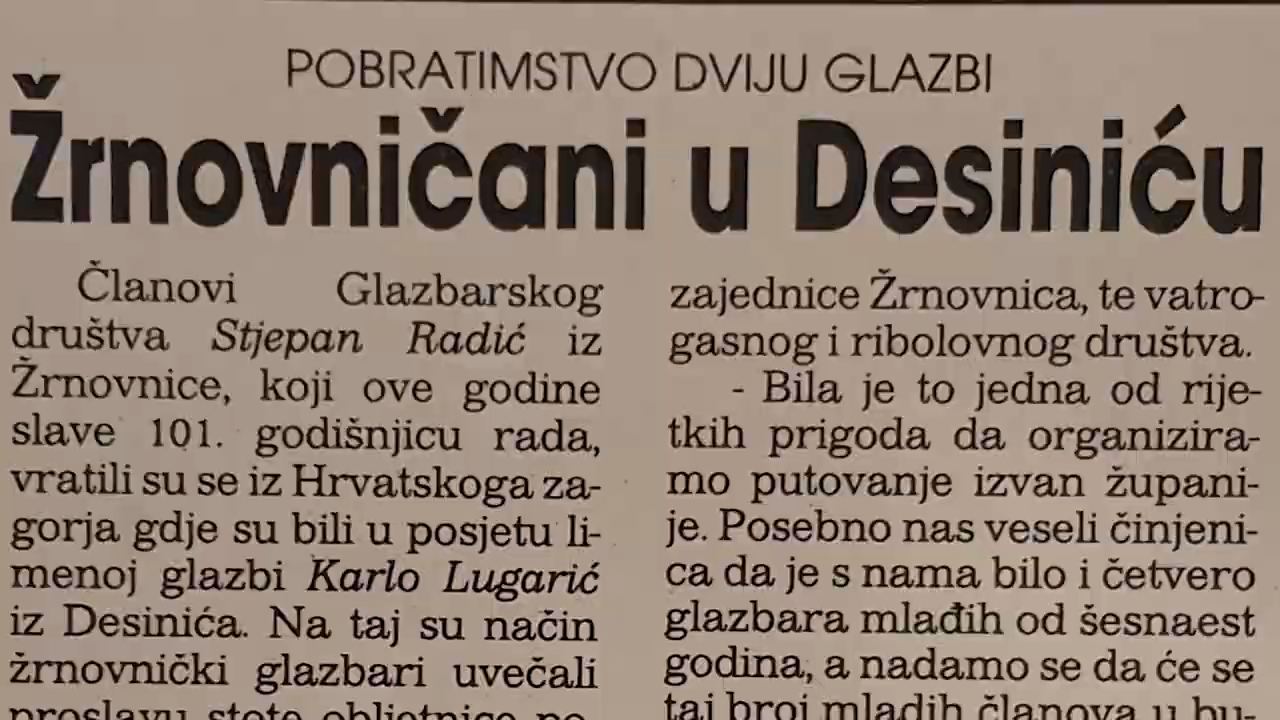 POBRATIMSTVO DVIJU GLAZBI
Žrnovničani u Desiniću
Članovi Glazbarskog
društva Stjepan Radić iz
Žrnovnice, koji ove godine
slave 101. godišnjicu rada,
vratili su se iz Hrvatskoga za-
gorja gdje su bili u posjetu li-
menoj glazbi Karlo Lugarić
iz Desinića. Na taj su način
žrnovnički glazbari uvečali
proslavu stote obljetnice po-
zajednice Žrnovnica, te vatro-
gasnog i ribolovnog društva.
- Bila je to jedna od rije-
tkih prigoda da organizira-
mo putovanje izvan župani-
je. Posebno nas veseli činjeni-
ca da je s nama bilo i četvero
glazbara mlađih od šesnaest
godina, a nadamo se da će se
taj broj mladih članova u bu-